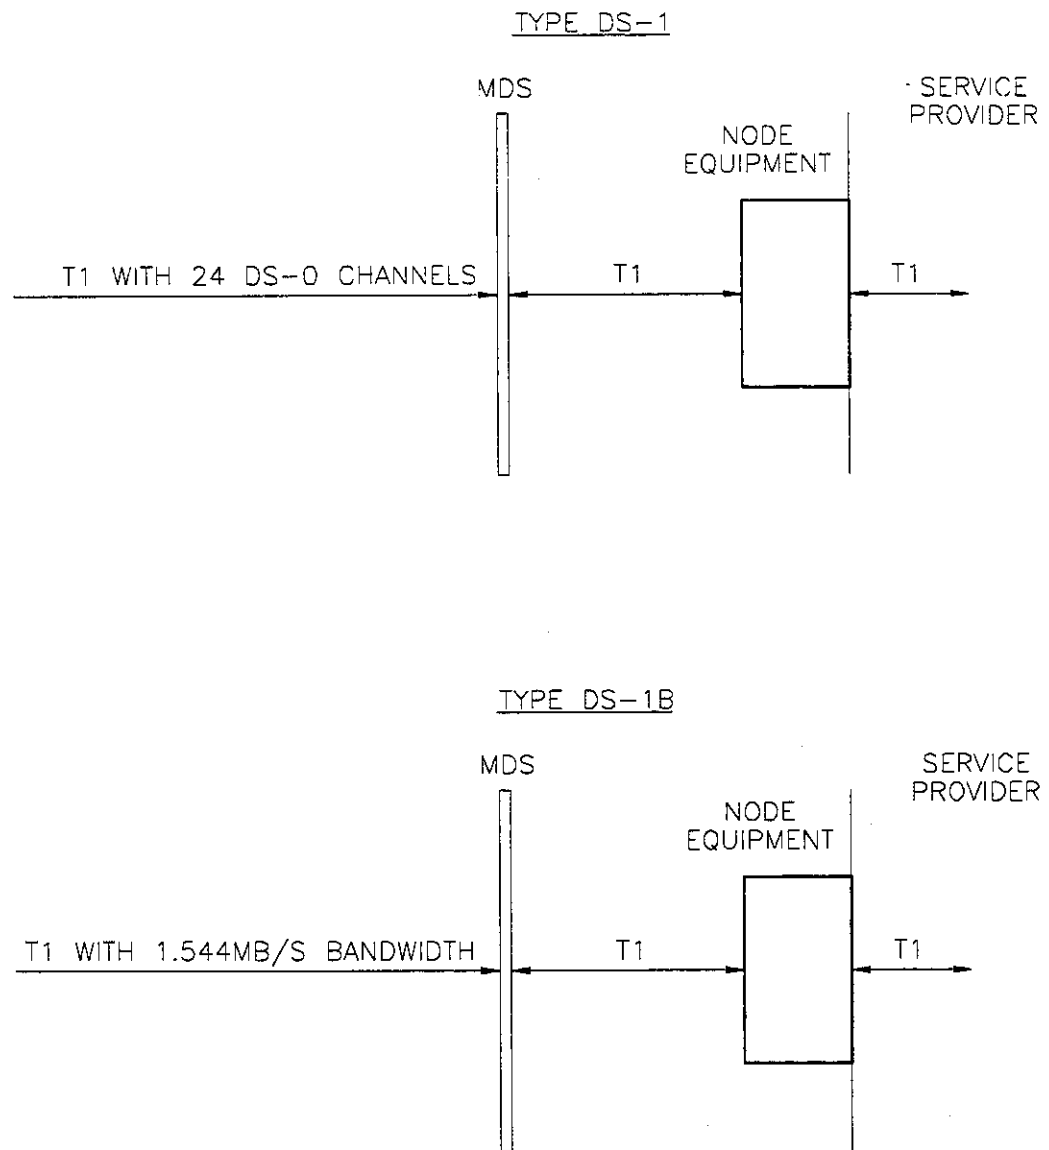 TYPE DS-1
MDS
SERVICE
PROVIDER
NODE
EQUIPMENT
T1 WITH 24 DS-0 CHANNELS
T1
T1
TYPE DS-1B
MDS
SERVICE
PROVIDER
NODE
EQUIPMENT
T1 WITH 1.544MB/S BANDWIDTH
T1
T1